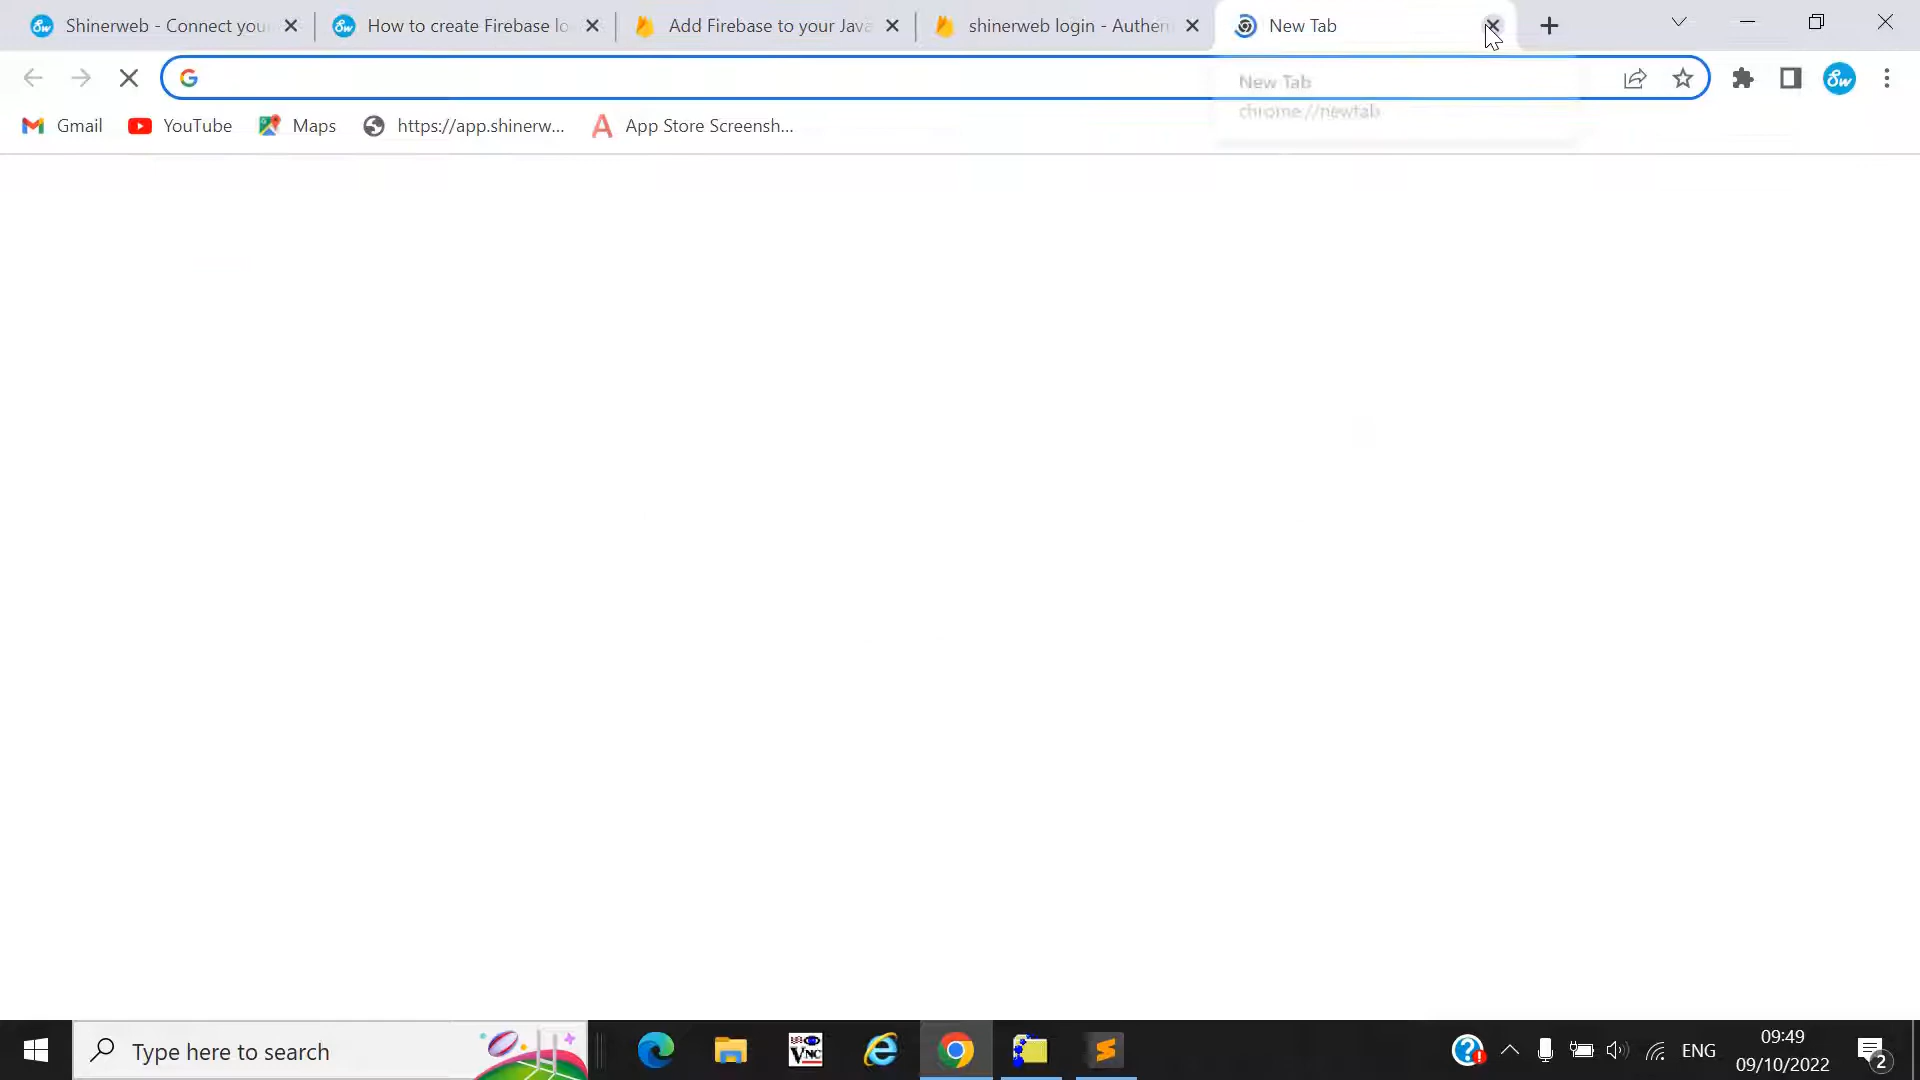 Shinerweb - Connect you
How to create Firebase lo
Add Firebase to your Java
shinerweb login - Authen
New Tab
New Tab
chrome://newtab
Gmail
YouTube
Maps
https://app.shinerw...
App Store Screensh...
Type here to search
ENG
09:49
09/10/2022
2